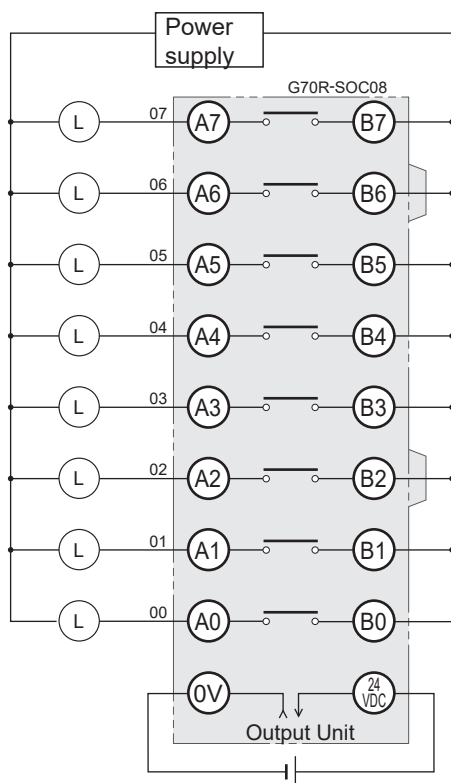 Power
supply
G70R-SOC08
L 07 A7 B7
L 06 A6 B6
L 05 A5 B5
L 04 A4 B4
L 03 A3 B3
L 02 A2 B2
L 01 A1 B1
L 00 A0 B0
0V 24
VDC
Output Unit